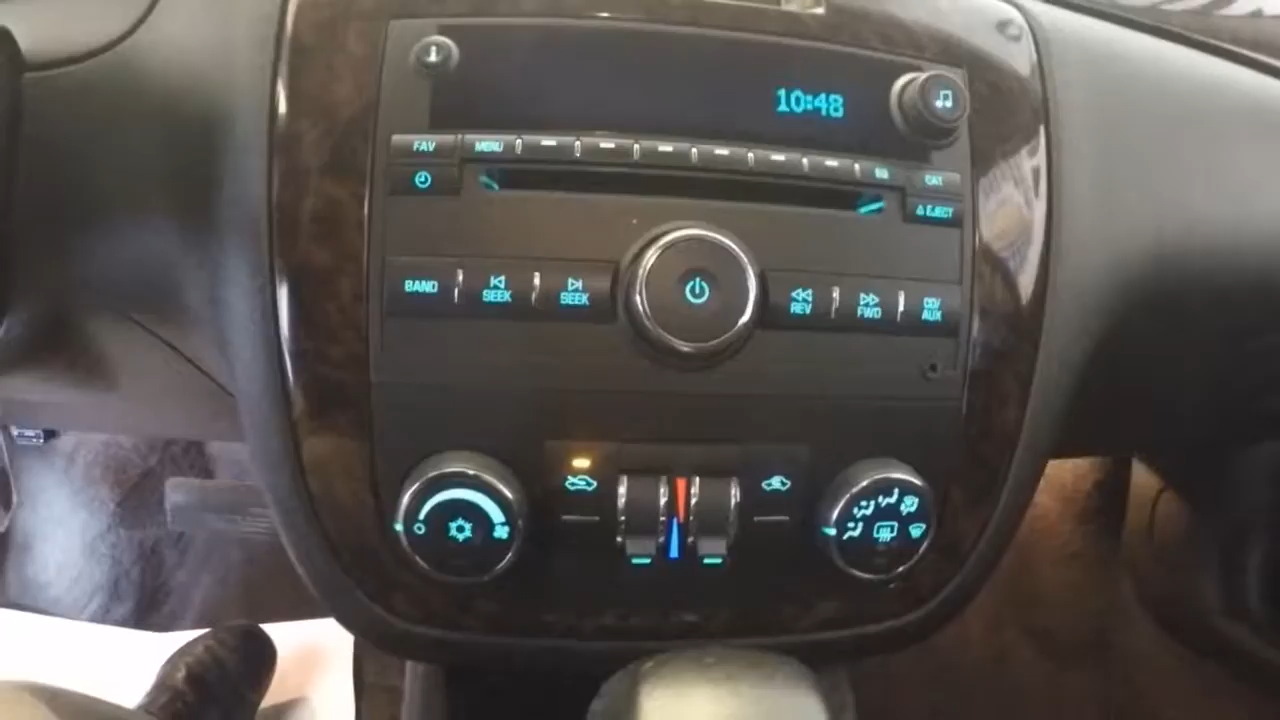 10:48
FAV
MENU
CAT
EJECT
BAND
SEEK
SEEK
REV
FWD
CD/
AUX